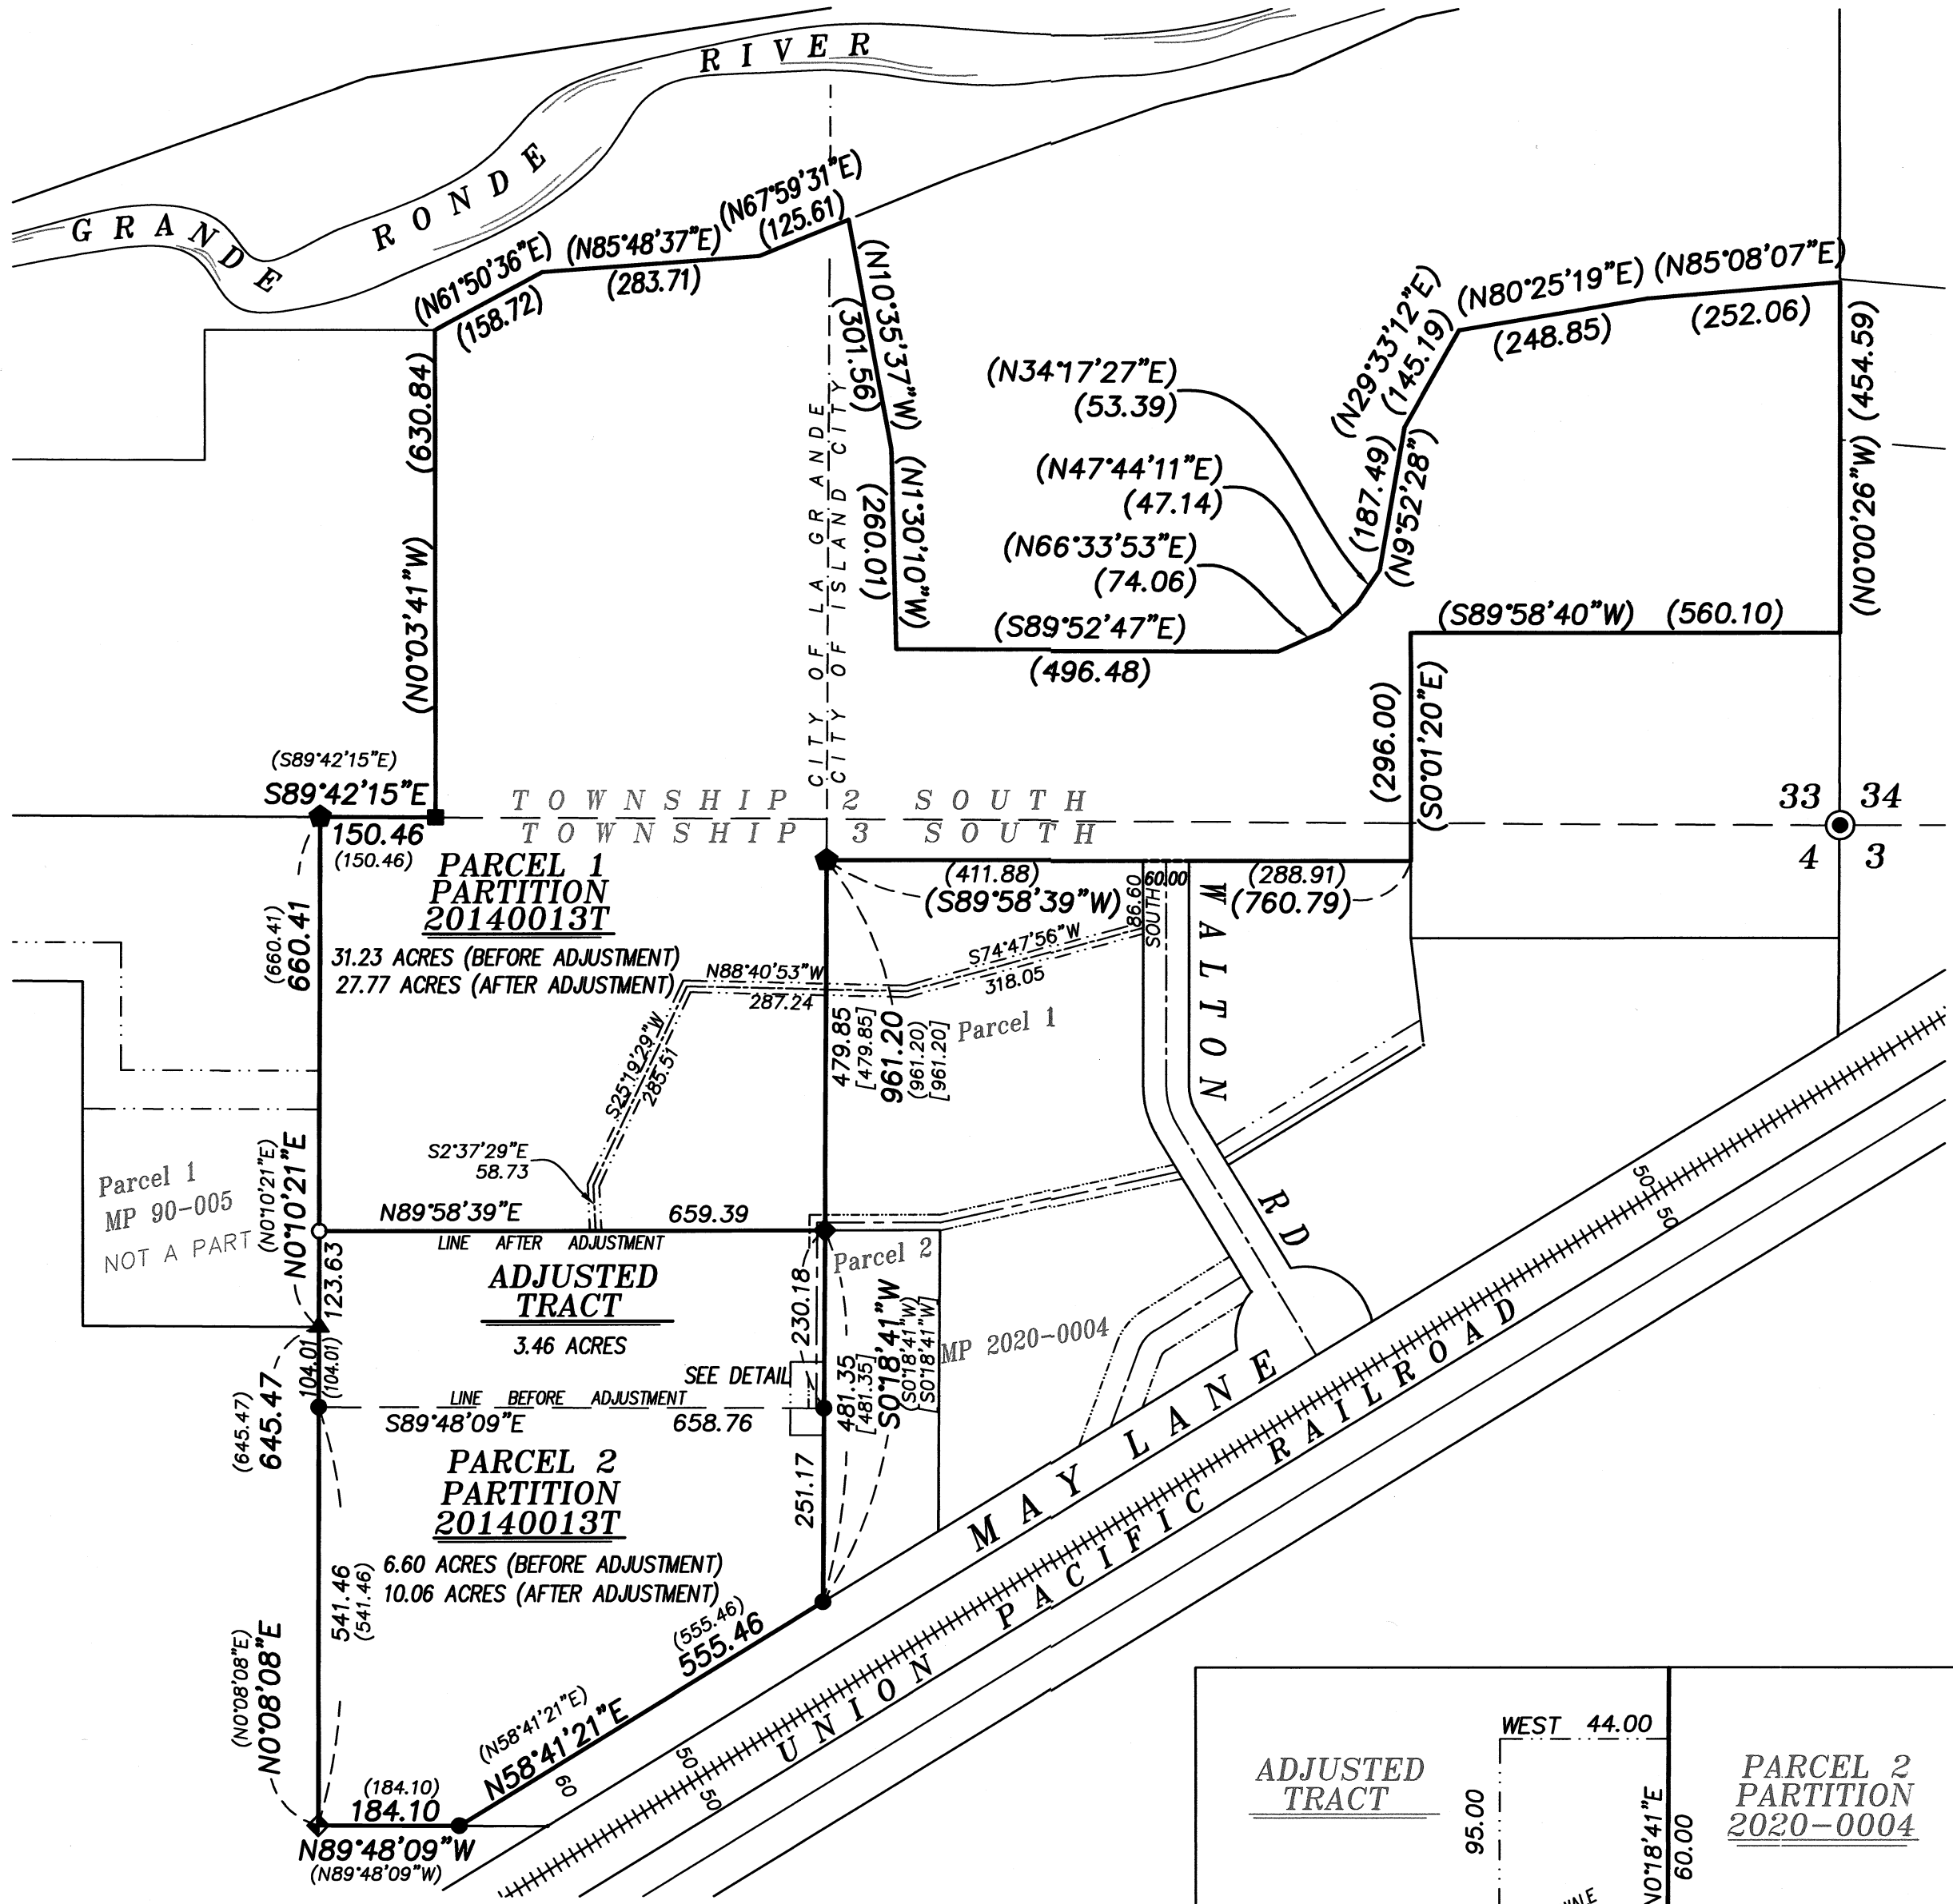 RIVER
GRANDE
RONDE
(N67°59'31"E)
(125.61)
(N85°48'37"E)
(283.71)
(N61°50'36"E)
(158.72)
(N10°35'37"W)
(301.56)
(N1°30'10"W)
(260.01)
(630.84)
(N0°03'41"W)
CITY OF LA GRANDE
CITY OF ISLAND CITY
(N34°17'27"E)
(53.39)
(N47°44'11"E)
(47.14)
(N66°33'53"E)
(74.06)
(S89°52'47"E)
(496.48)
(N29°33'12"E)
(145.19)
(187.49)
(N9°52'28")
(N80°25'19"E)
(248.85)
(N85°08'07"E)
(252.06)
(454.59)
(N0°00'26"W)
(S89°58'40"W) (560.10)
(296.00)
(S0°01'20"E)
33 34
4 3
(S89°42'15"E)
S89°42'15"E
150.46
(150.46)
TOWNSHIP 2 SOUTH
TOWNSHIP 3 SOUTH
PARCEL 1
PARTITION
20140013T
31.23 ACRES (BEFORE ADJUSTMENT)
27.77 ACRES (AFTER ADJUSTMENT)
(660.41)
660.41
(411.88)
(S89°58'39"W)
60.00
(288.91)
(760.79)
86.60
SOUTH
WALTON
RD
S74°47'56"W
318.05
N88°40'53"W
287.24
S25°19'29"W
285.51
S2°37'29"E
58.73
479.85
[479.85]
961.20
(961.20)
[961.20]
Parcel 1
Parcel 1
MP 90-005
NOT A PART
(N0°10'21"E)
N0°10'21"E
N89°58'39"E 659.39
LINE AFTER ADJUSTMENT
ADJUSTED
TRACT
3.46 ACRES
123.63
104.01
(104.01)
SEE DETAIL
LINE BEFORE ADJUSTMENT
S89°48'09"E 658.76
230.18
481.35
[481.35]
S0°18'41"W
(S0°18'41"W)
[S0°18'41"W]
Parcel 2
MP 2020-0004
251.17
(645.47)
645.47
PARCEL 2
PARTITION
20140013T
6.60 ACRES (BEFORE ADJUSTMENT)
10.06 ACRES (AFTER ADJUSTMENT)
541.46
(541.46)
(N0°08'08"E)
N0°08'08"E
(555.46)
555.46
(N58°41'21"E)
N58°41'21"E
(184.10)
184.10
N89°48'09"W
(N89°48'09"W)
MAY LANE
UNION PACIFIC RAILROAD
50
50
60
50
50
WEST 44.00
ADJUSTED
TRACT
95.00
N0°18'41"E
60.00
PARCEL 2
PARTITION
2020-0004